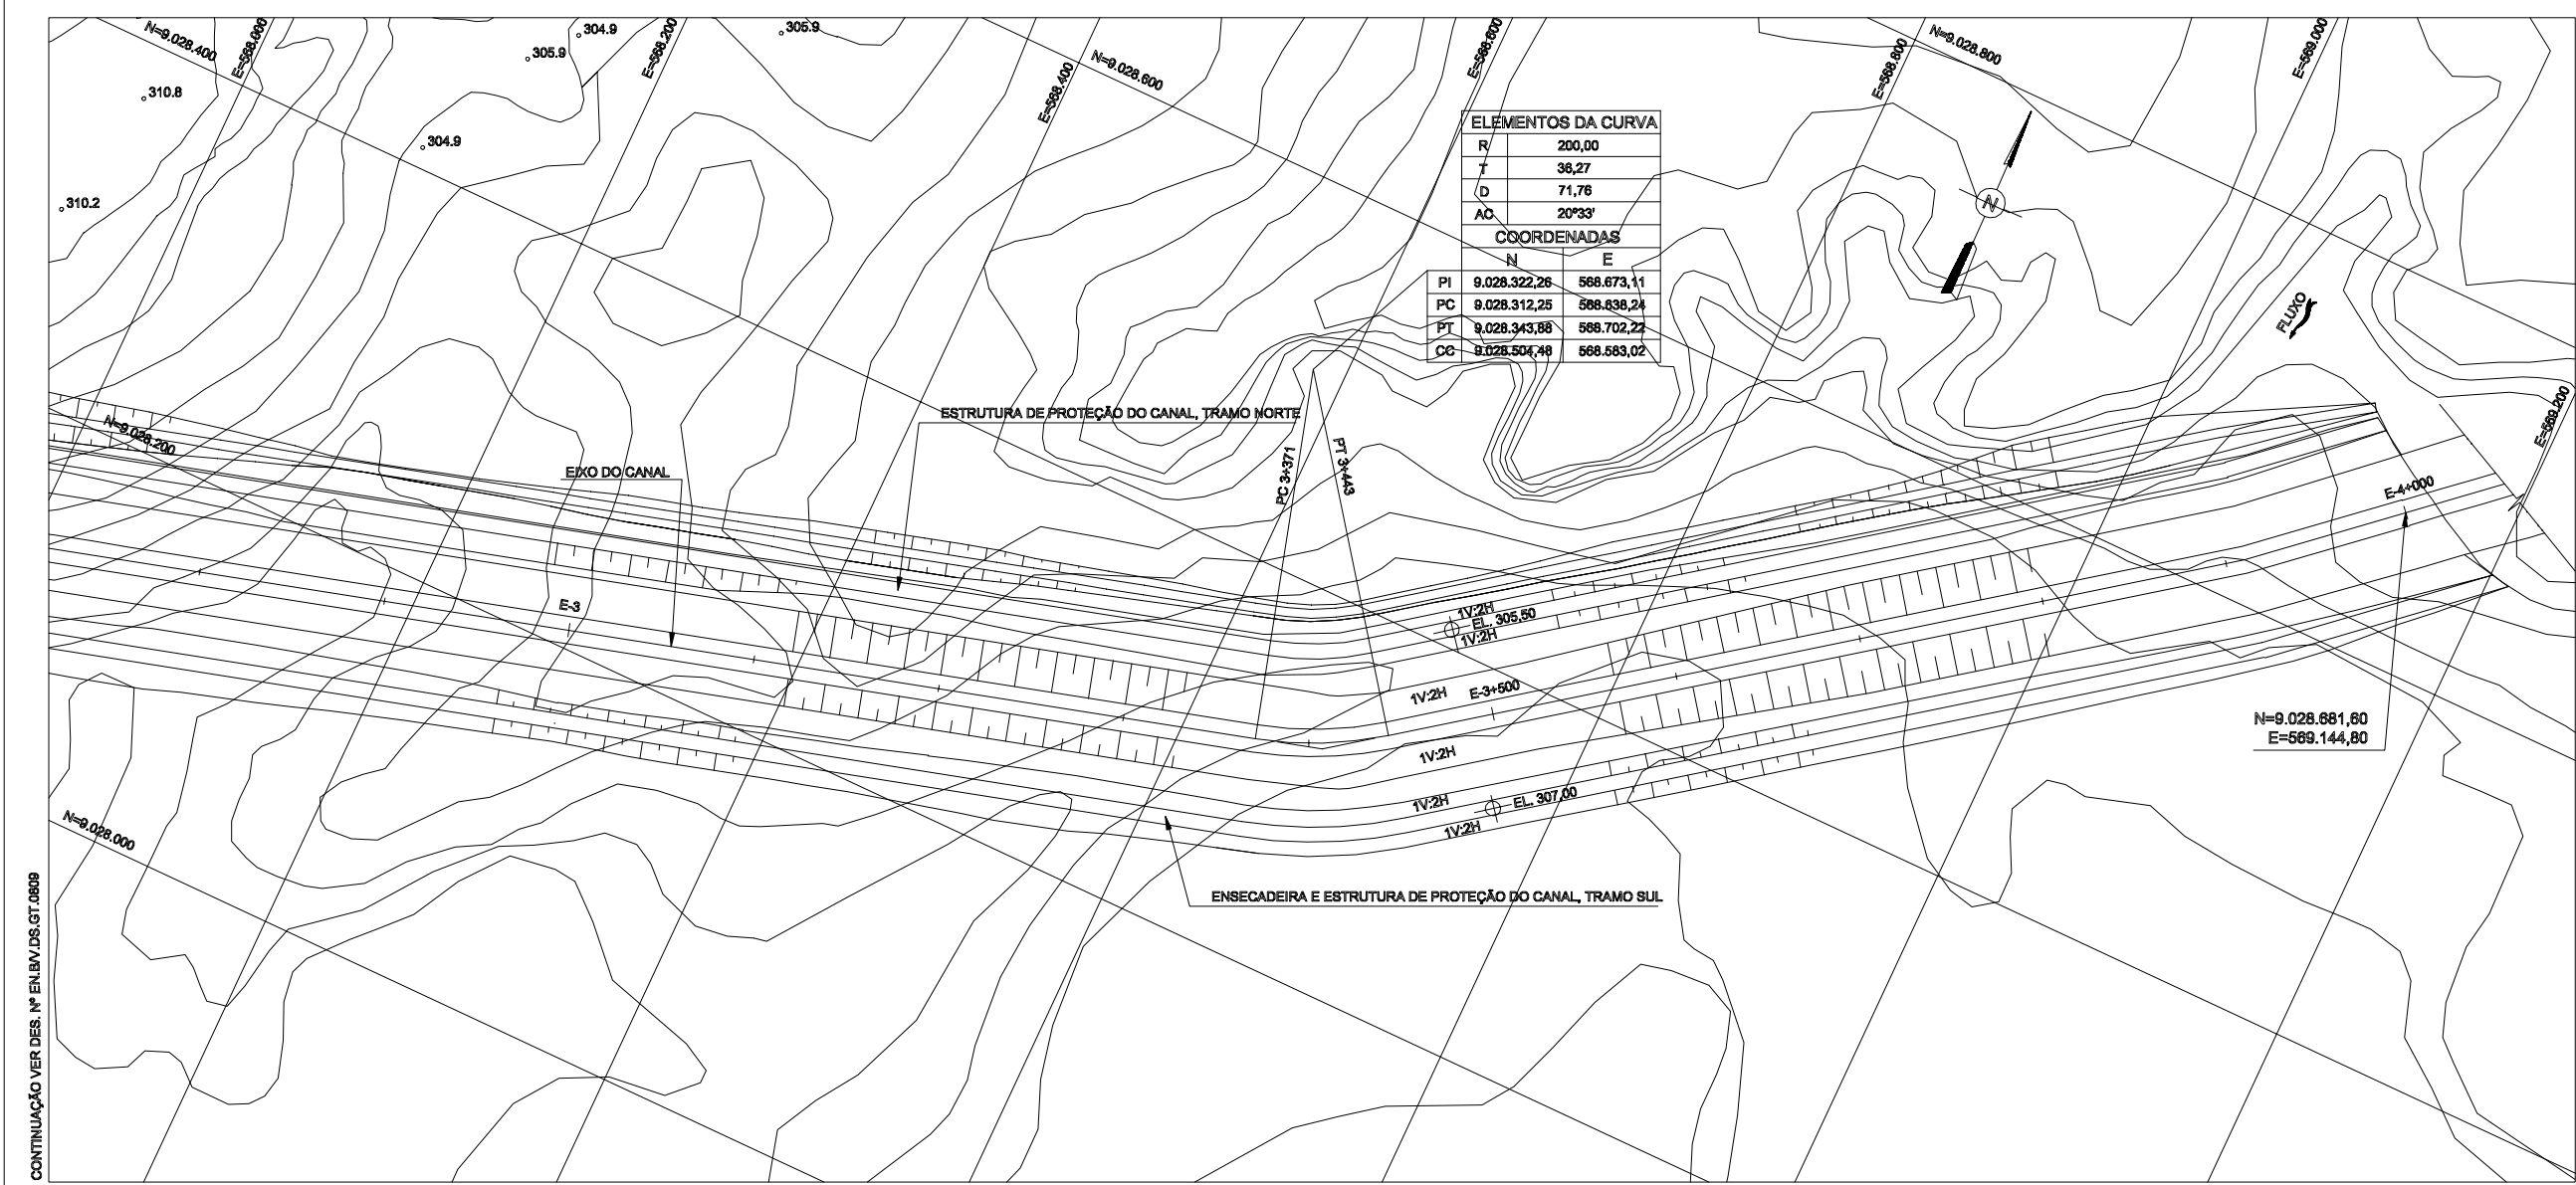 N=9.028.400
E=568.000
304.9
305.9
E=568.200
305.9
E=568.400
N=9.028.600
E=568.600
E=568.800
N=9.028.800
E=569.000
310.8
304.9
310.2
ELEMENTOS DA CURVA
R 200,00
T 36,27
D 71,76
AC 20º33'
COORDENADAS
N E
PI 9.028.322,26 568.673,11
PC 9.028.312,25 568.638,24
PT 9.028.343,88 568.702,22
CC 9.028.504,48 568.583,02
N
FLUXO
N=9.028.200
ESTRUTURA DE PROTEÇÃO DO CANAL, TRAMO NORTE
EIXO DO CANAL
PC 3+371
PT 3+443
E=569.200
E-4+000
E-3
1V:2H
EL. 305,50
1V:2H
1V:2H
E-3+500
N=9.028.681,60
E=569.144,80
1V:2H
1V:2H
EL. 307,00
1V:2H
N=9.028.000
ENSECADEIRA E ESTRUTURA DE PROTEÇÃO DO CANAL, TRAMO SUL
CONTINUAÇÃO VER DES. Nº EN.B/V.DS.GT.0809